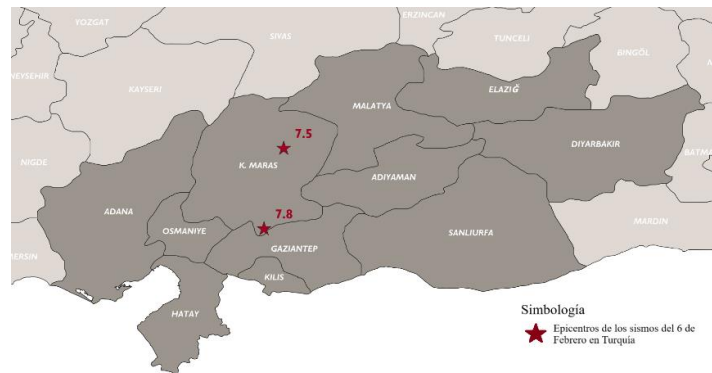 YOZGAT
SIVAS
ERZINCAN
TUNCELI
BINGÖL
NEYSEHIR
KAYSERI
MALATYA
ELAZIĞ
7.5
K. MARAS
DIYARBAKIR
BATMA
NIGDE
ADIYAMAN
ADANA
7.8
OSMANIYE
SANLIURFA
MARDIN
GAZIANTEP
MERSIN
KILIS
HATAY
Simbología
Epicentros de los sismos del 6 de
Febrero en Turquía